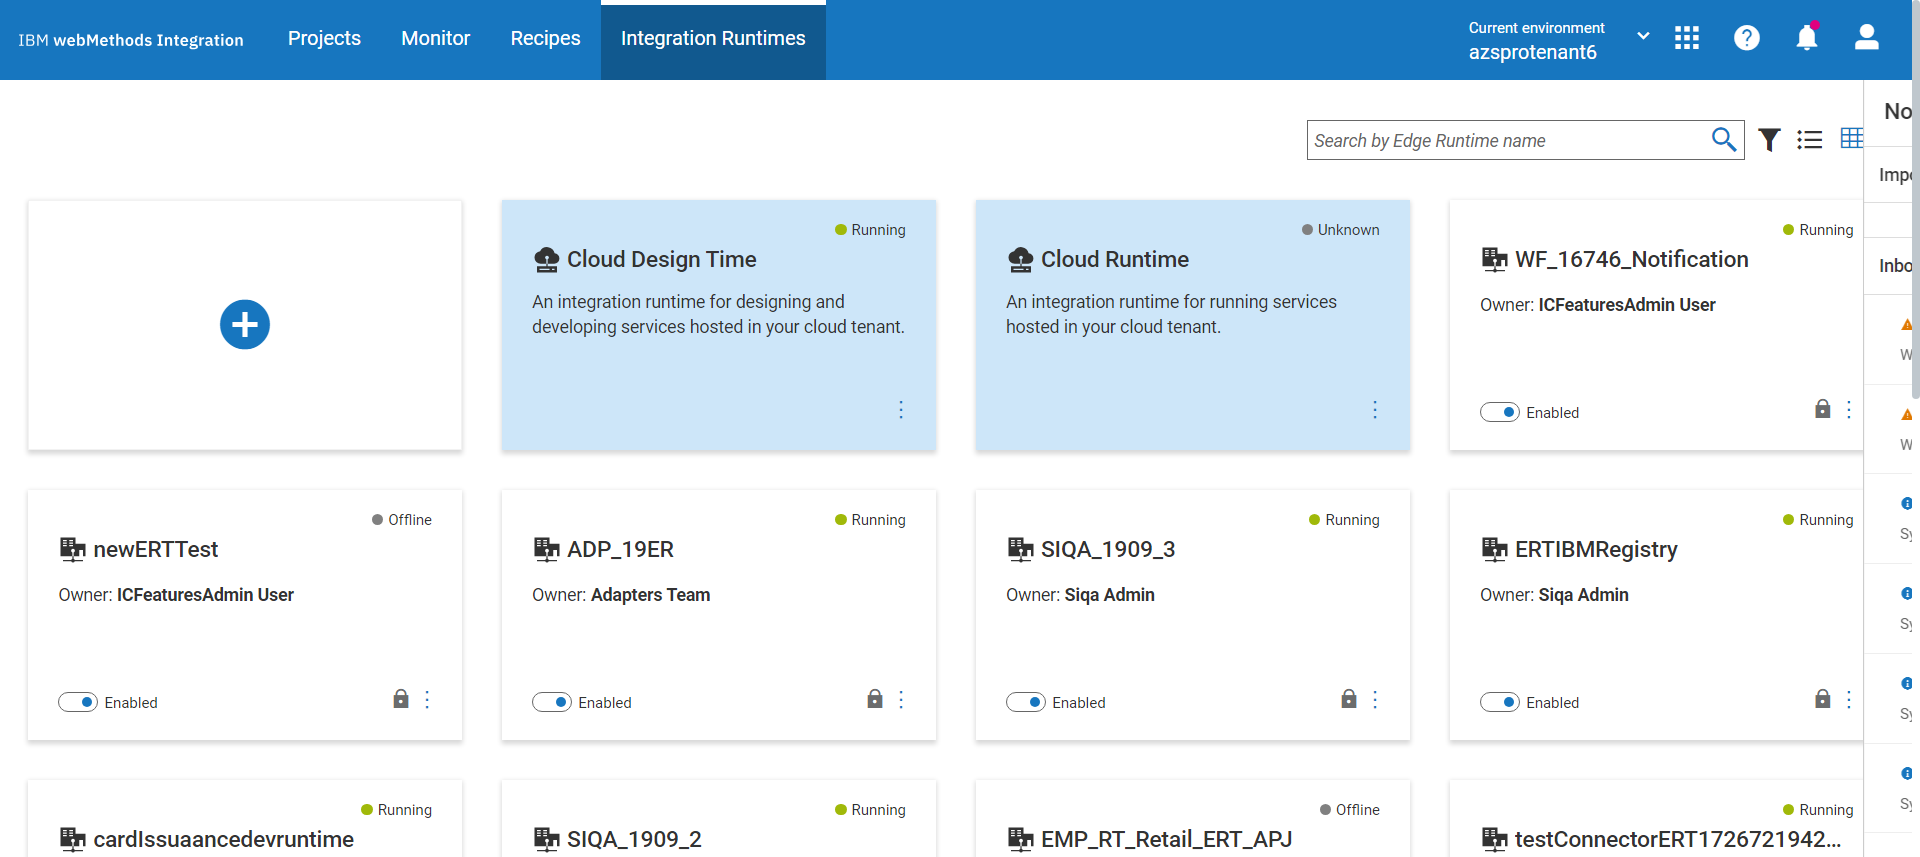 IBM webMethods Integration
Projects
Monitor
Recipes
Integration Runtimes
Current environment
azsprotenant6
Search by Edge Runtime name
No
Impo
Inbo
Running
Cloud Design Time
An integration runtime for designing and
developing services hosted in your cloud tenant.
Unknown
Cloud Runtime
An integration runtime for running services
hosted in your cloud tenant.
Running
WF_16746_Notification
Owner: ICFeaturesAdmin User
Enabled
W
W
Offline
newERTTest
Owner: ICFeaturesAdmin User
Enabled
Running
ADP_19ER
Owner: Adapters Team
Enabled
Running
SIQA_1909_3
Owner: Siqa Admin
Enabled
Running
ERTIBMRegistry
Owner: Siqa Admin
Enabled
Sy
Sy
Sy
Sy
Running
cardIssuaancedevruntime
Running
SIQA_1909_2
Offline
EMP_RT_Retail_ERT_APJ
Running
testConnectorERT1726721942...